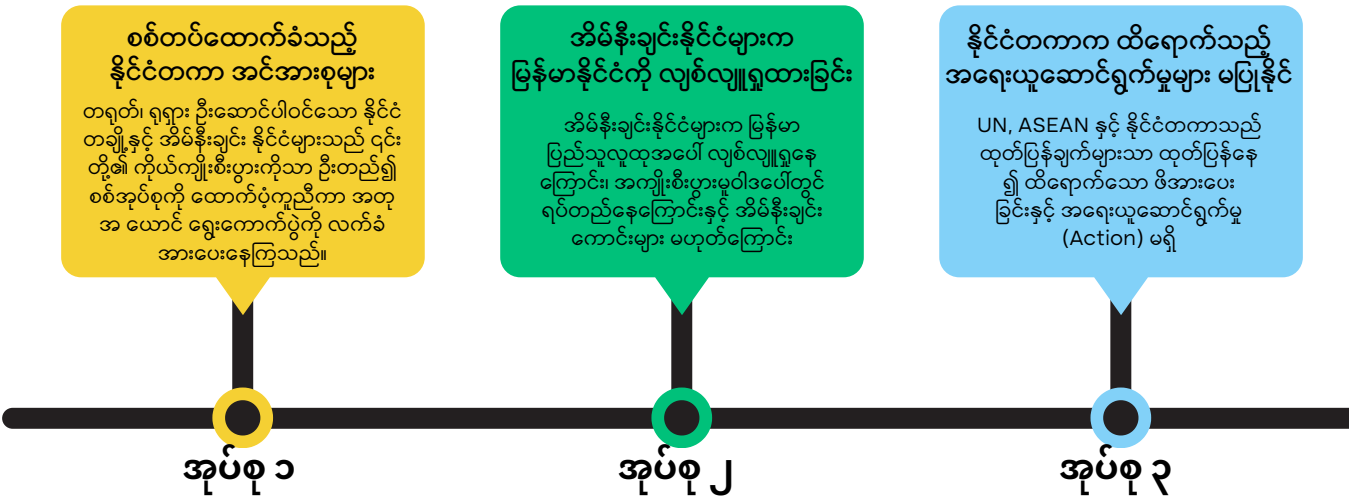 စစ်တပ်ထောက်ခံသည့်
နိုင်ငံတကာ အင်အားစုများ
တရုတ်၊ ရုရှား ဦးဆောင်ပါဝင်သော နိုင်ငံ
တချို့နှင့် အိမ်နီးချင်း နိုင်ငံများသည် ၎င်း
တို့၏ ကိုယ်ကျိုးစီးပွားကိုသာ ဦးတည်၍
စစ်အုပ်စုကို ထောက်ပံ့ကူညီကာ အတု
အ ယောင် ရွေးကောက်ပွဲကို လက်ခံ
အားပေးနေကြသည်။
အုပ်စု ၁
အိမ်နီးချင်းနိုင်ငံများက
မြန်မာနိုင်ငံကို လျစ်လျူရှုထားခြင်း
အိမ်နီးချင်းနိုင်ငံများက မြန်မာ
ပြည်သူလူထုအပေါ် လျစ်လျူရှုနေ
ကြောင်း၊ အကျိုးစီးပွားမူဝါဒပေါ်တွင်
ရပ်တည်နေကြောင်းနှင့် အိမ်နီးချင်း
ကောင်းများ မဟုတ်ကြောင်း
အုပ်စု ၂
နိုင်ငံတကာက ထိရောက်သည့်
အရေးယူဆောင်ရွက်မှုများ မပြုနိုင်
UN, ASEAN နှင့် နိုင်ငံတကာသည်
ထုတ်ပြန်ချက်များသာ ထုတ်ပြန်နေ
၍ ထိရောက်သော ဖိအားပေး
ခြင်းနှင့် အရေးယူဆောင်ရွက်မှု
(Action) မရှိ
အုပ်စု ၃